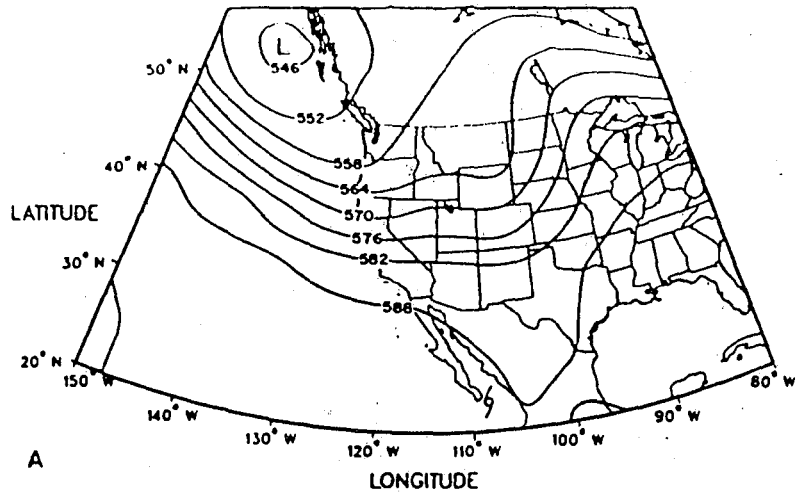 L
546
50° N
552
558
40° N
564
LATITUDE
570
576
582
30° N
588
20° N
150° W
80° W
140° W
90° W
130° W
100° W
120° W
110° W
A
LONGITUDE